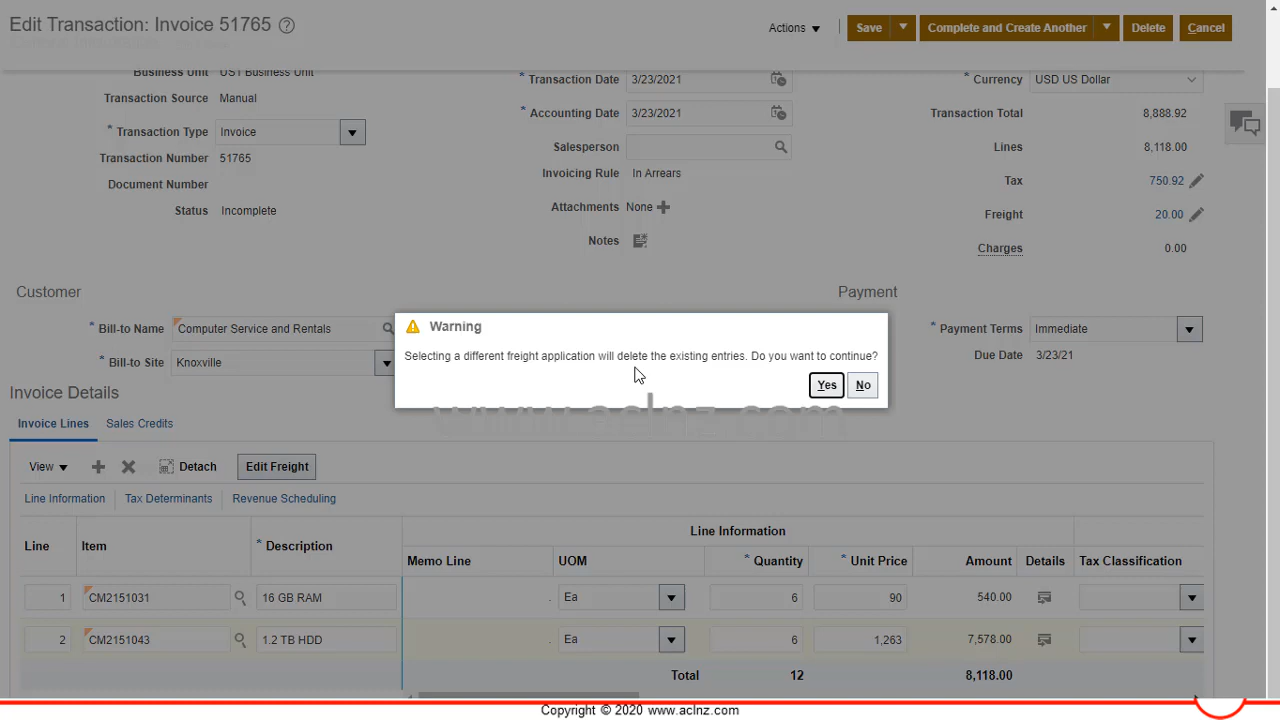 Edit Transaction: Invoice 51765 ?
Actions Save Complete and Create Another Delete Cancel
Business Unit US1 Business Unit
* Transaction Date 3/23/2021
* Currency USD US Dollar
Transaction Source Manual
* Accounting Date 3/23/2021
Transaction Total 8,888.92
* Transaction Type Invoice
Salesperson
Lines 8,118.00
Transaction Number 51765
Invoicing Rule In Arrears
Tax 750.92
Document Number
Attachments None
Freight 20.00
Status Incomplete
Notes
Charges 0.00
Customer
Payment
* Bill-to Name Computer Service and Rentals
* Payment Terms Immediate
* Bill-to Site Knoxville
Due Date 3/23/21
Warning
Selecting a different freight application will delete the existing entries. Do you want to continue?
Yes No
www.aclnz.com
Invoice Details
Invoice Lines Sales Credits
View Detach Edit Freight
Line Information Tax Determinants Revenue Scheduling
Line Information
Line Item * Description Memo Line UOM * Quantity * Unit Price Amount Details Tax Classification
1 CM2151031 16 GB RAM . Ea 6 90 540.00
2 CM2151043 1.2 TB HDD . Ea 6 1,263 7,578.00
Total 12 8,118.00
Copyright © 2020 www.aclnz.com